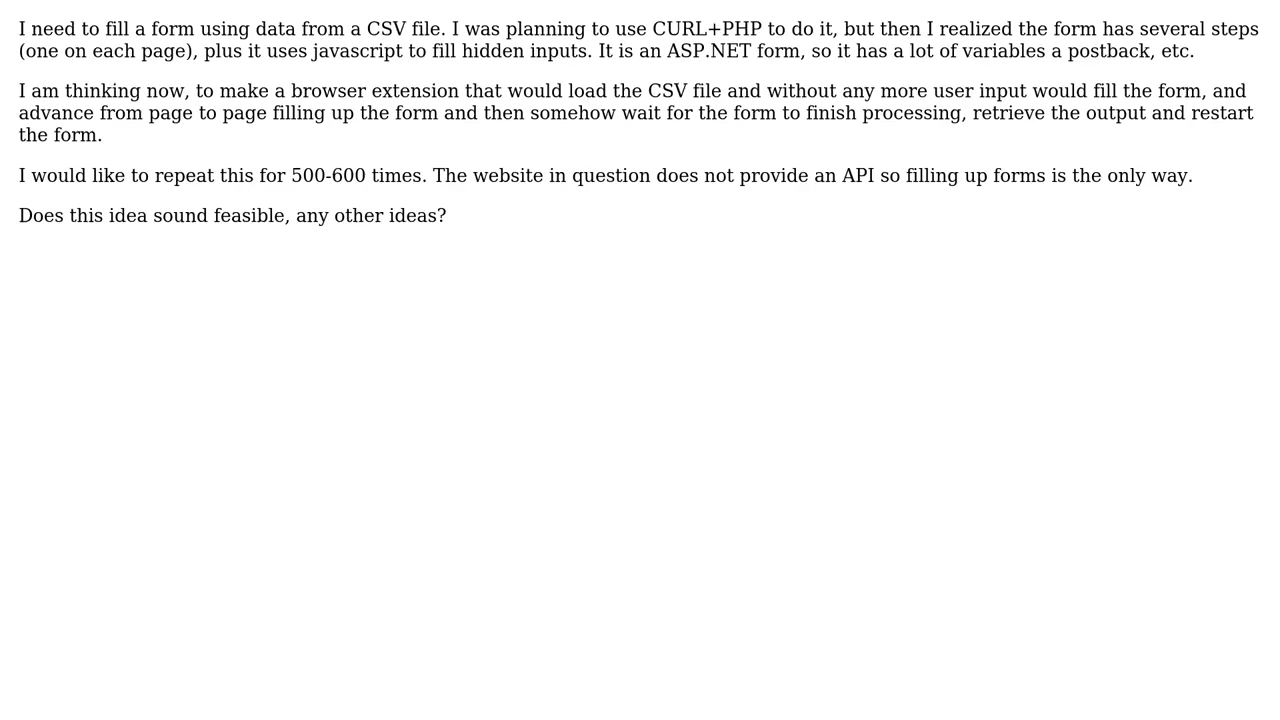 I need to fill a form using data from a CSV file. I was planning to use CURL+PHP to do it, but then I realized the form has several steps
(one on each page), plus it uses javascript to fill hidden inputs. It is an ASP.NET form, so it has a lot of variables a postback, etc.
I am thinking now, to make a browser extension that would load the CSV file and without any more user input would fill the form, and
advance from page to page filling up the form and then somehow wait for the form to finish processing, retrieve the output and restart
the form.
I would like to repeat this for 500-600 times. The website in question does not provide an API so filling up forms is the only way.
Does this idea sound feasible, any other ideas?